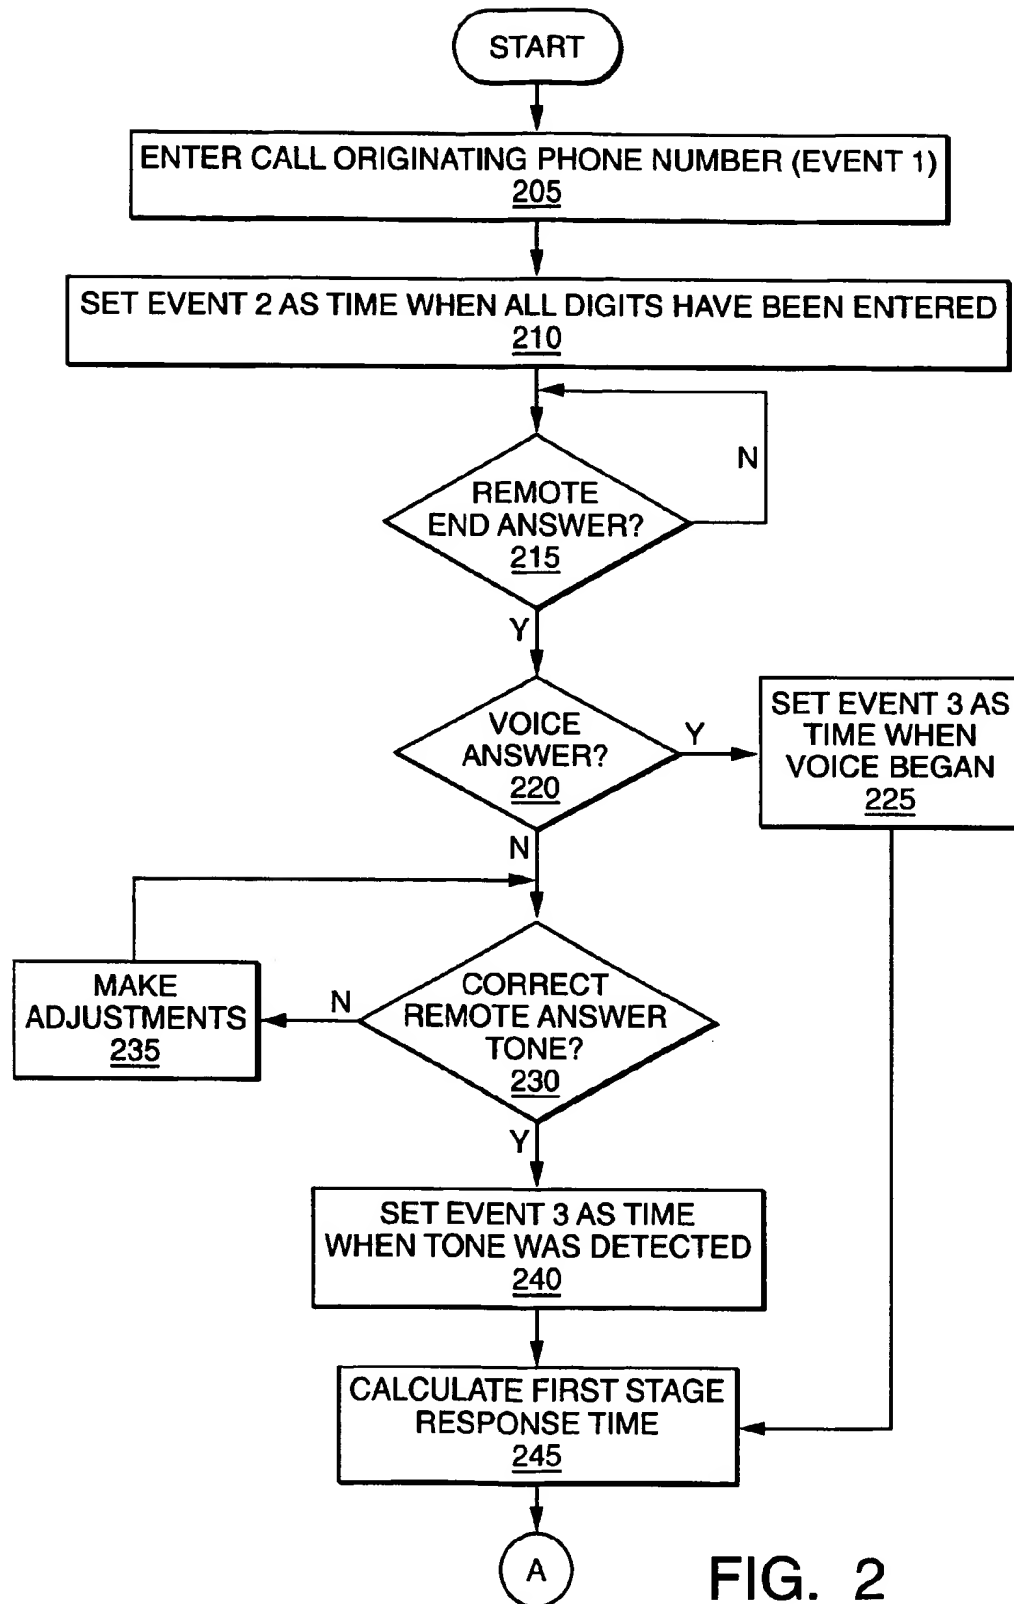 START
ENTER CALL ORIGINATING PHONE NUMBER (EVENT 1)
205
SET EVENT 2 AS TIME WHEN ALL DIGITS HAVE BEEN ENTERED
210
N
REMOTE
END ANSWER?
215
Y
VOICE
ANSWER?
220
Y
SET EVENT 3 AS
TIME WHEN
VOICE BEGAN
225
N
CORRECT
REMOTE ANSWER
TONE?
230
N
MAKE
ADJUSTMENTS
235
Y
SET EVENT 3 AS TIME
WHEN TONE WAS DETECTED
240
CALCULATE FIRST STAGE
RESPONSE TIME
245
A
FIG. 2